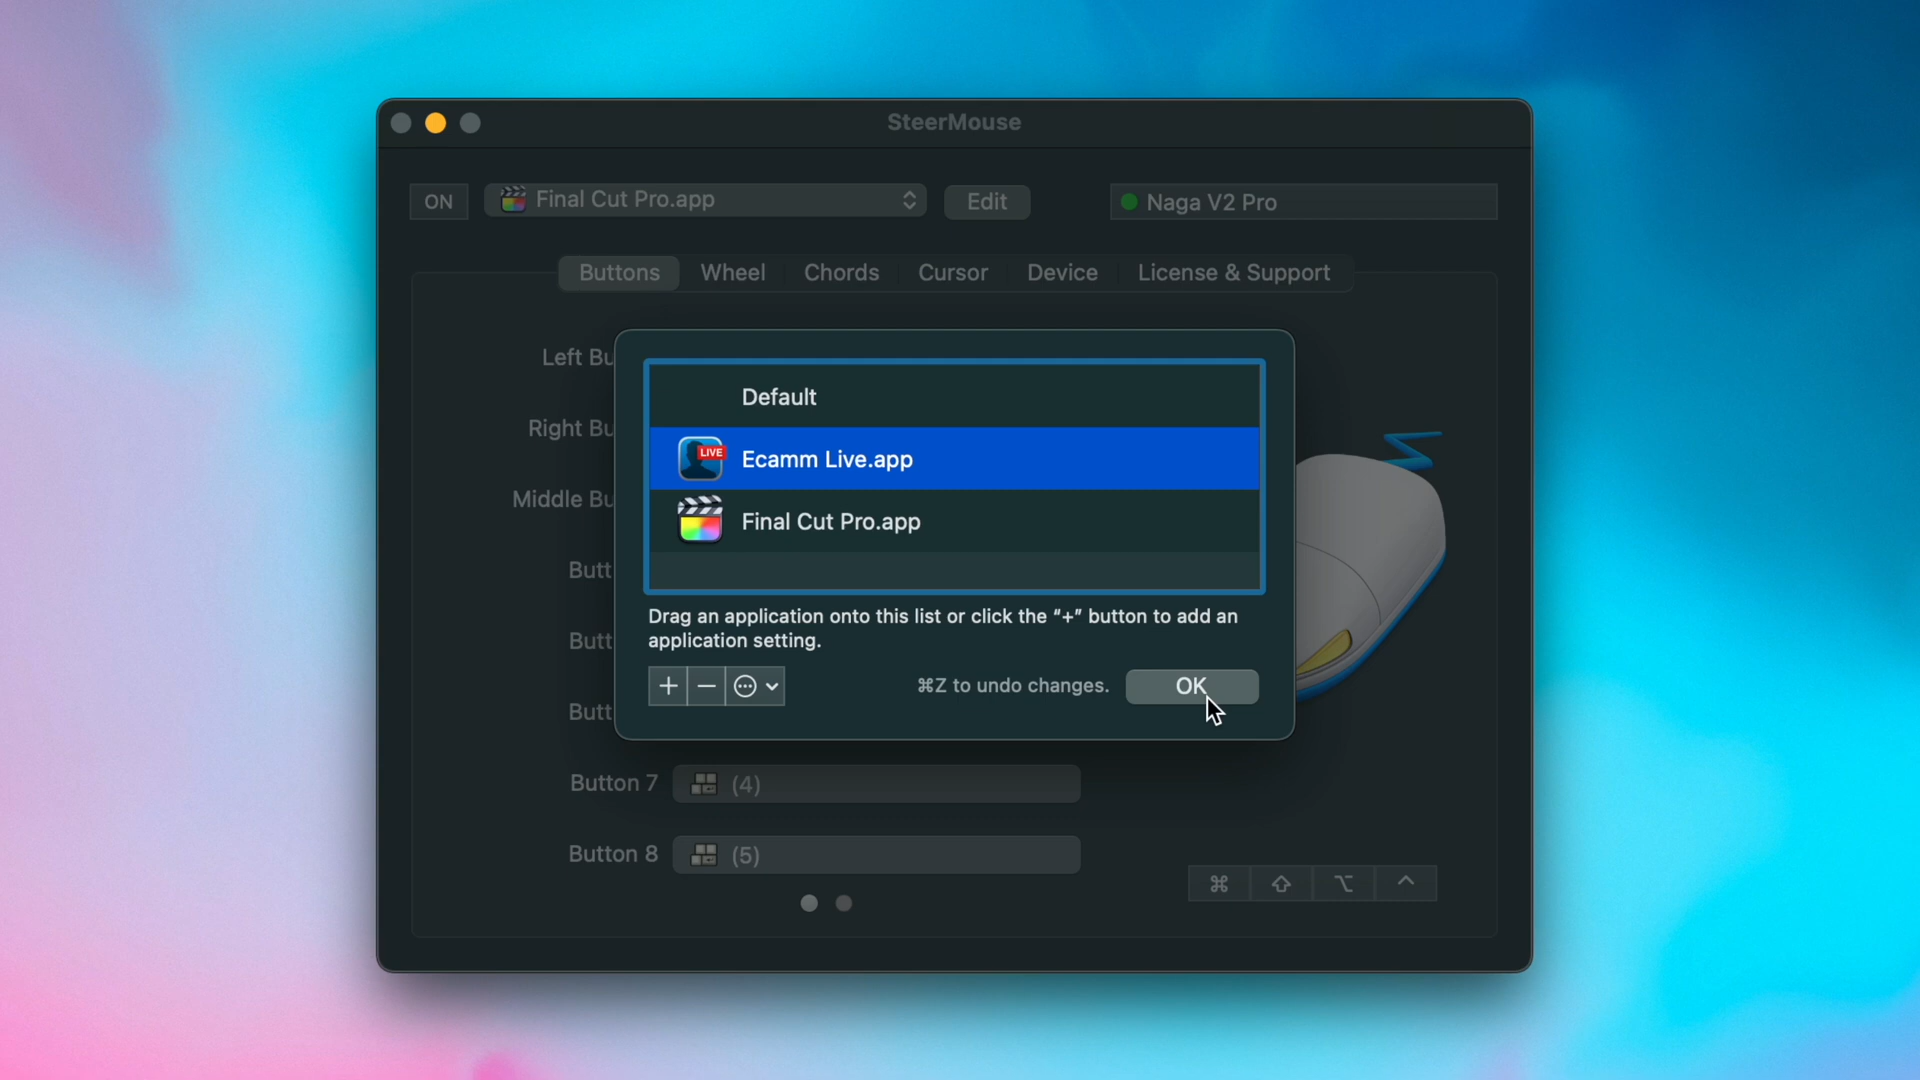 SteerMouse
ON
Final Cut Pro.app
Edit
Naga V2 Pro
Buttons Wheel Chords Cursor Device License & Support
Left Bu
Right Bu
Middle Bu
Butt
Butt
Butt
Default
LIVE
Ecamm Live.app
Final Cut Pro.app
Drag an application onto this list or click the “+” button to add an
application setting.
⌘Z to undo changes.
OK
Button 7 (4)
Button 8 (5)
⌘ ⇧ ⌥ ^